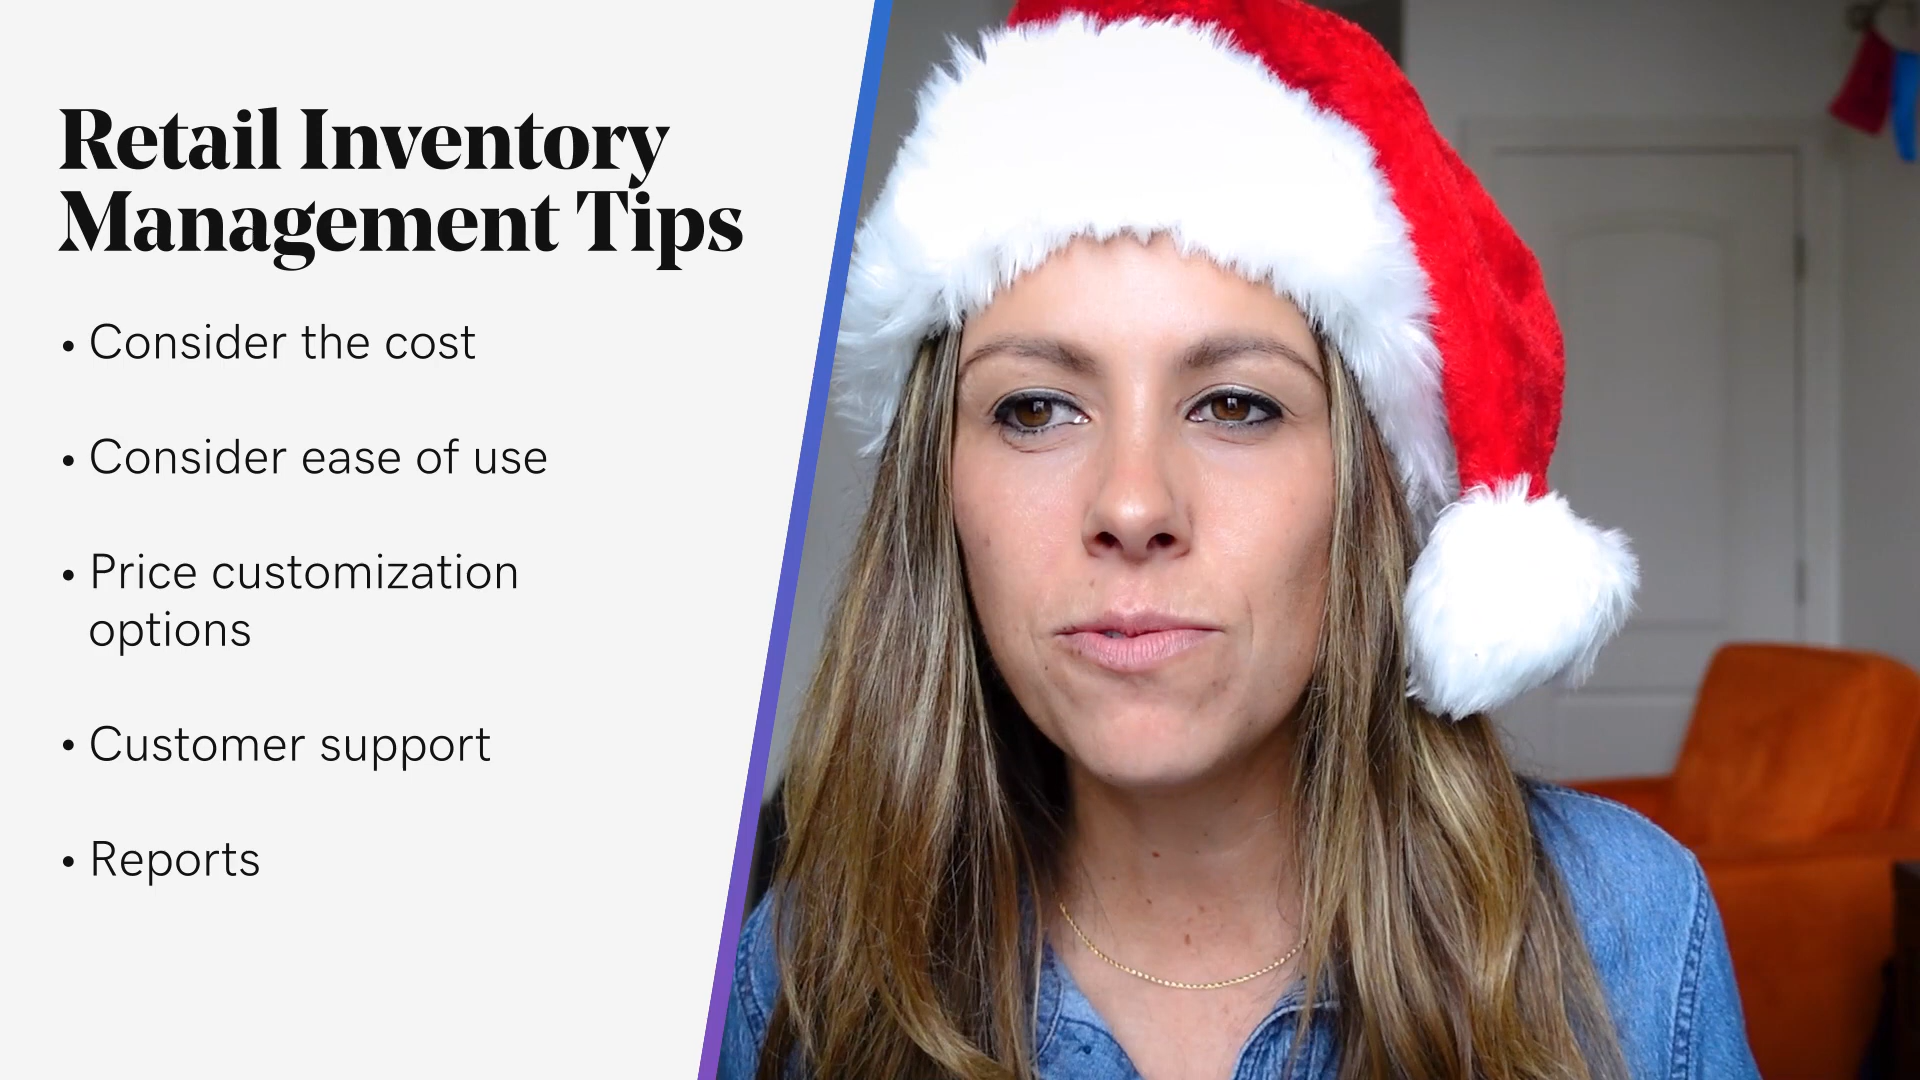 Retail Inventory
Management Tips
• Consider the cost
• Consider ease of use
• Price customization
options
• Customer support
• Reports